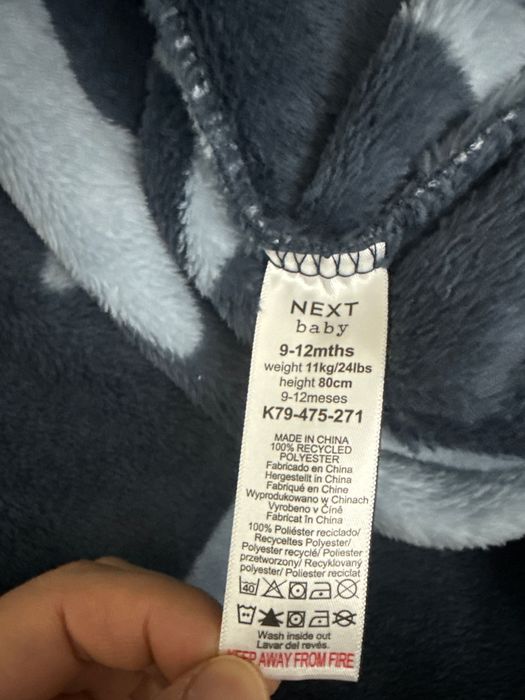 NEXT
baby
9-12mths
weight 11kg/24lbs
height 80cm
9-12meses
K79-475-271
MADE IN CHINA
100% RECYCLED
POLYESTER
Fabricado en China
Hergestellt in China
Fabriqué en Chine
Wyprodukowano w Chinach
Vyrobeno v Číně
Fabricat în China
100% Poliéster reciclado/
Recyceltes Polyester/
Polyester recyclé/ Poliester
przetworzony/ Recyklovaný
polyester/ Poliester reciclat
40
Wash inside out
Lavar del revés.
KEEP AWAY FROM FIRE